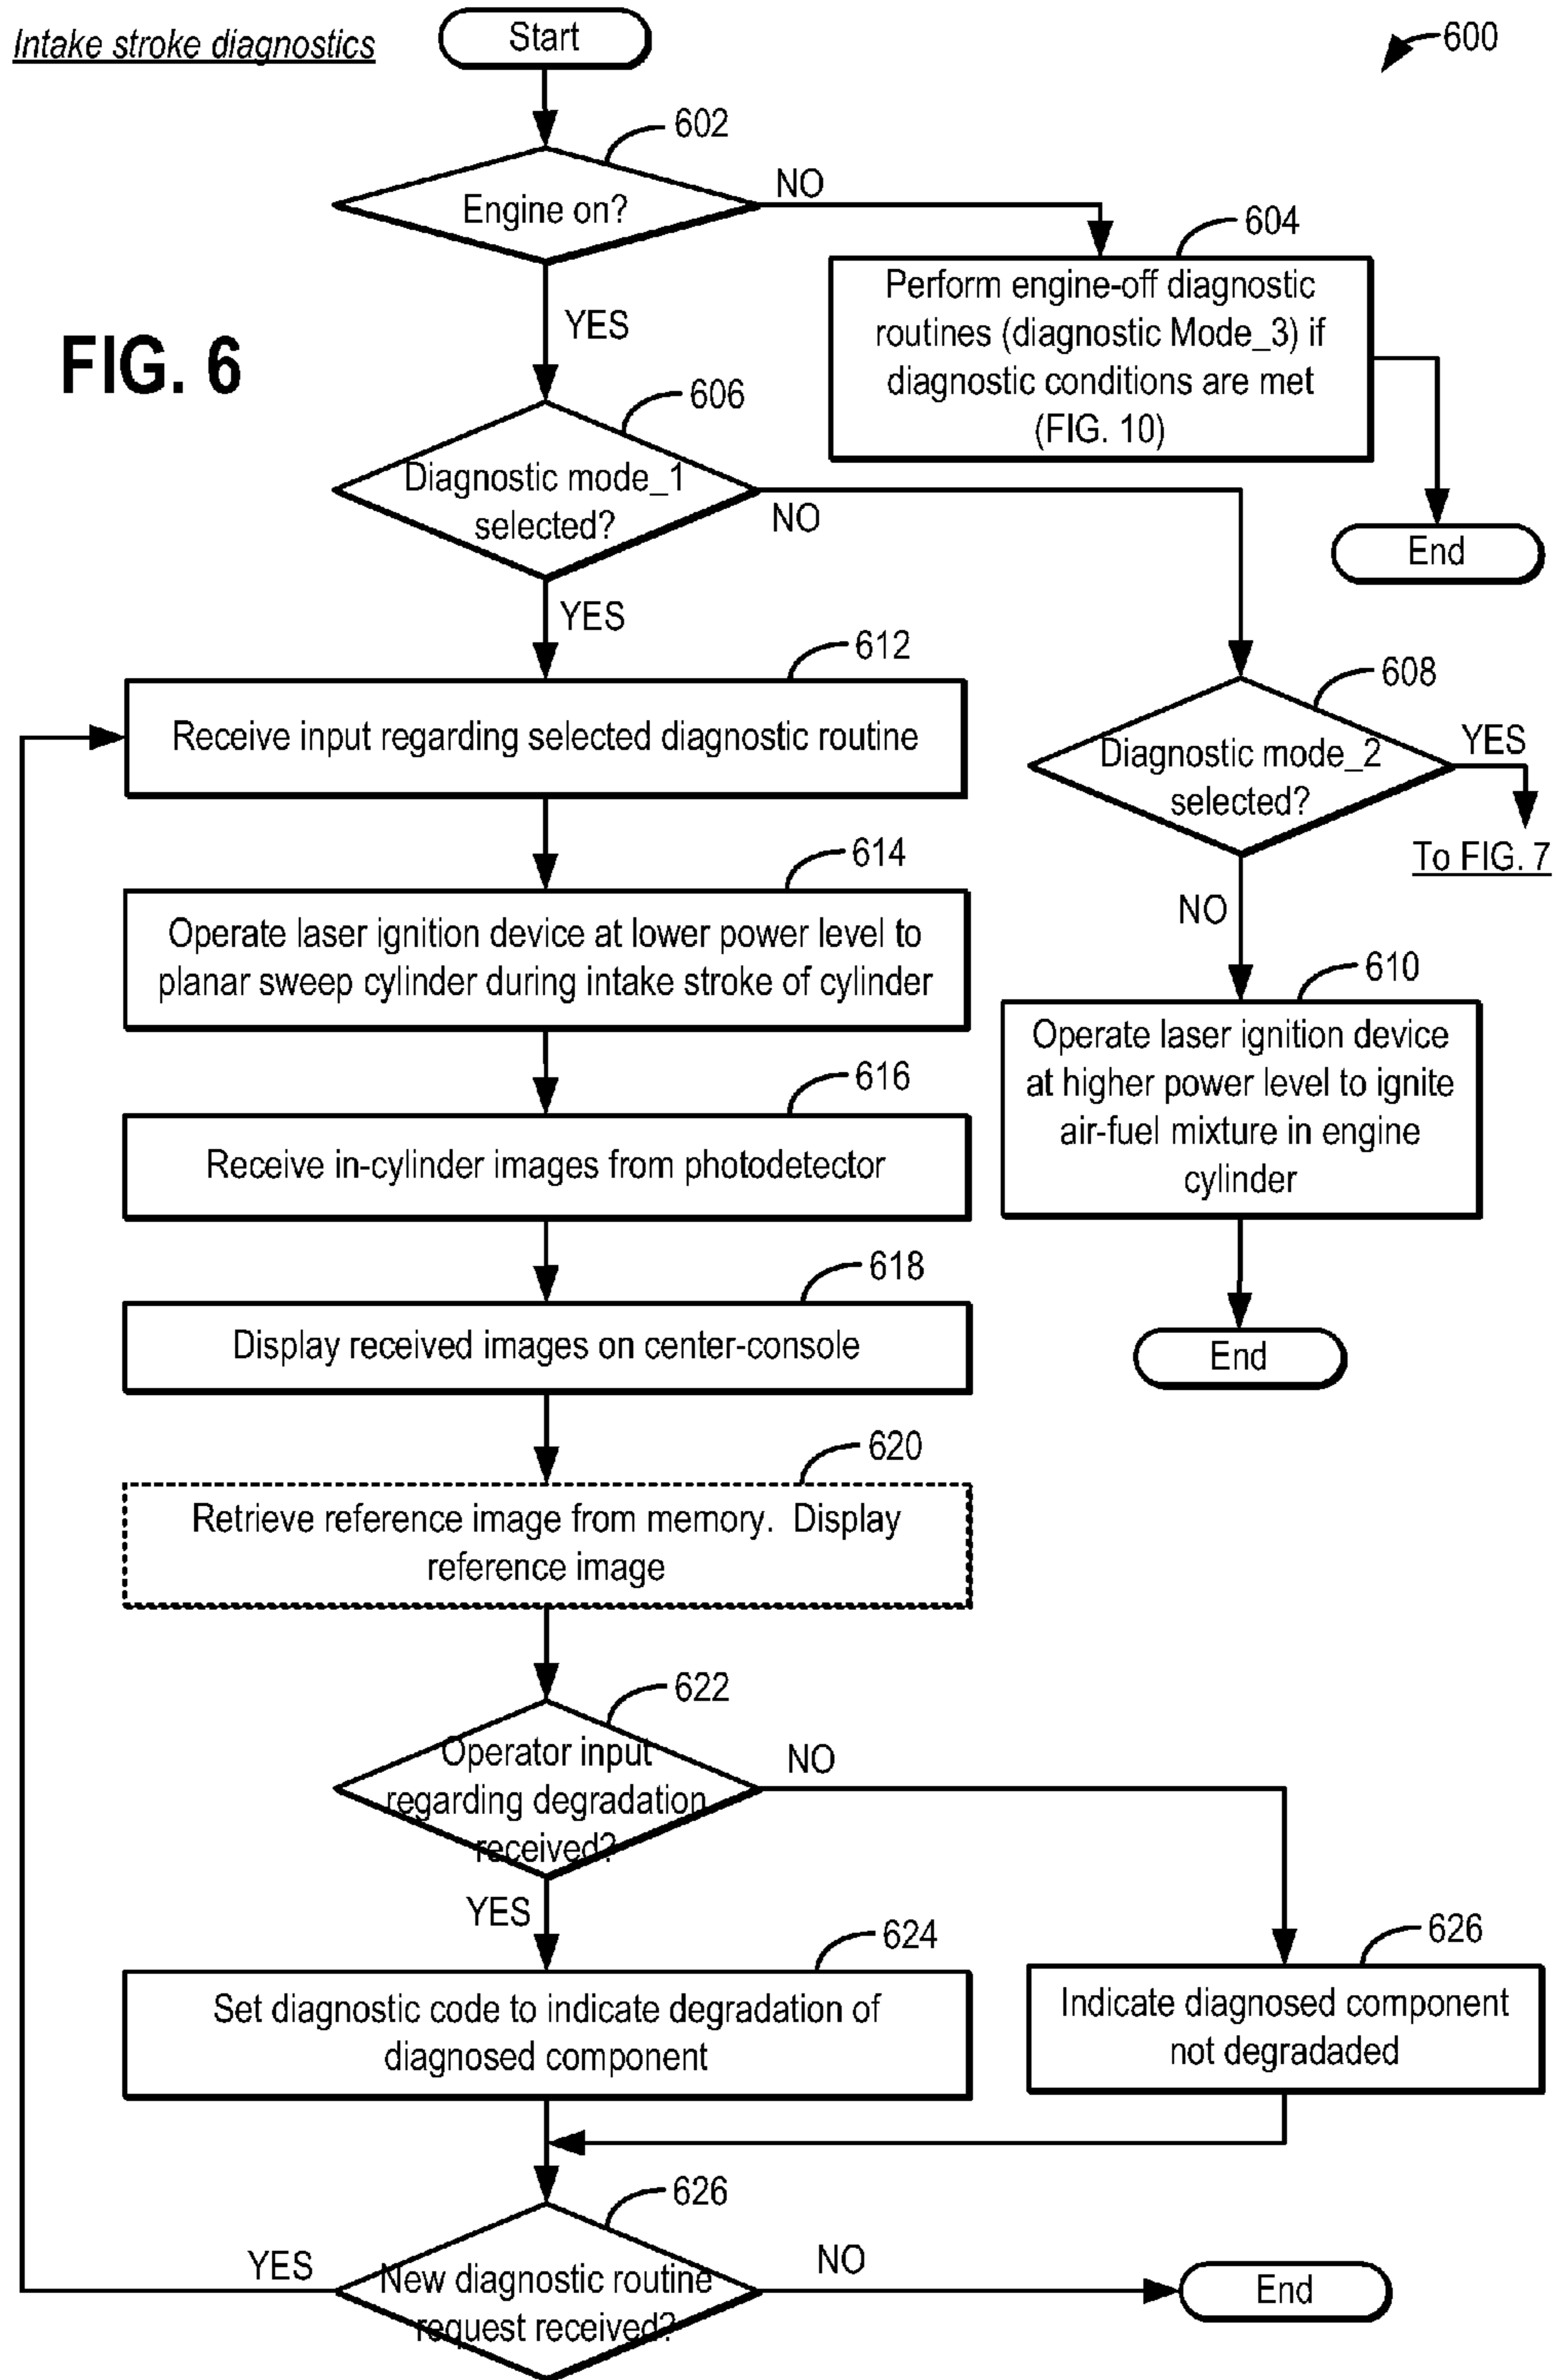 Intake stroke diagnostics
Start
600
602
Engine on?
NO
604
Perform engine-off diagnostic
routines (diagnostic Mode_3) if
diagnostic conditions are met
(FIG. 10)
YES
FIG. 6
606
Diagnostic mode_1
selected?
NO
End
YES
612
Receive input regarding selected diagnostic routine
608
Diagnostic mode_2
selected?
YES
To FIG. 7
614
Operate laser ignition device at lower power level to
planar sweep cylinder during intake stroke of cylinder
NO
610
Operate laser ignition device
at higher power level to ignite
air-fuel mixture in engine
cylinder
616
Receive in-cylinder images from photodetector
618
Display received images on center-console
End
620
Retrieve reference image from memory.  Display
reference image
622
Operator input
regarding degradation
received?
NO
YES
624
Set diagnostic code to indicate degradation of
diagnosed component
626
Indicate diagnosed component
not degradaded
626
New diagnostic routine
request received?
YES
NO
End